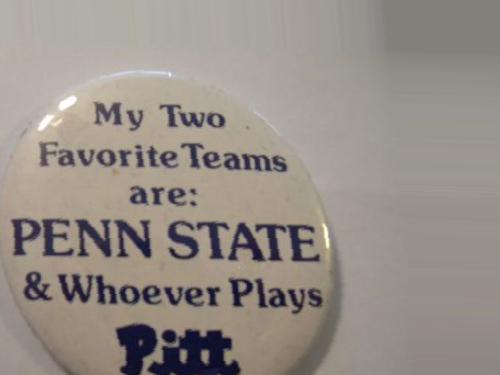 My Two
Favorite Teams
are:
PENN STATE
& Whoever Plays
Pitt